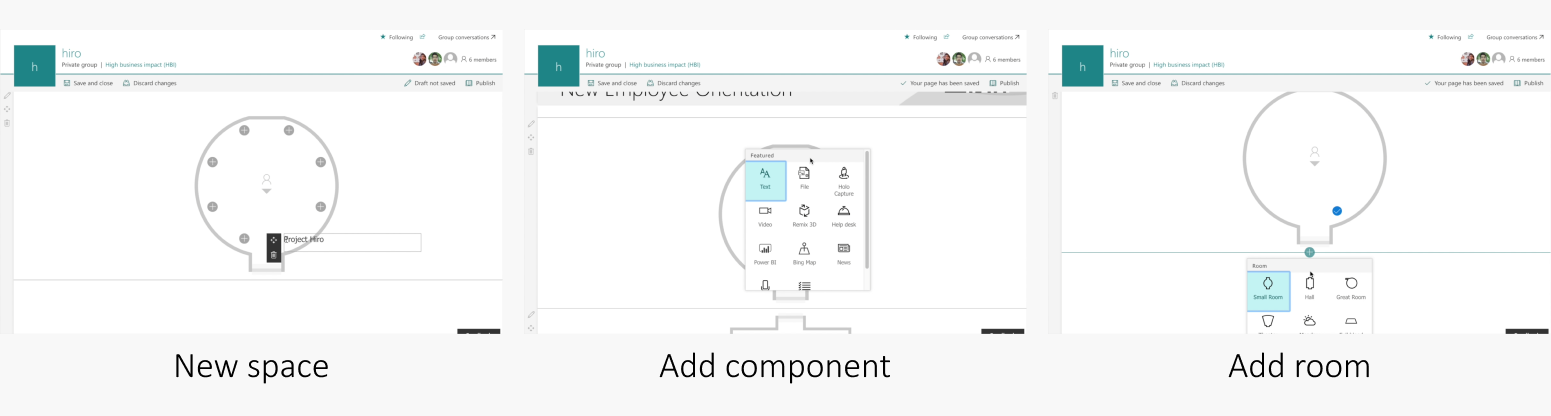 ★ Following
Group conversations ↗
h
hiro
Private group | High business impact (HBI)
6 members
Save and close
Discard changes
Draft not saved
Publish
Project Hiro
New space
★ Following
Group conversations ↗
h
hiro
Private group | High business impact (HBI)
6 members
Save and close
Discard changes
Your page has been saved
Publish
New Employee Orientation
Featured
Text File Holo
Capture
Video Remix 3D Help desk
Power BI Bing Map News
Add component
★ Following
Group conversations ↗
h
hiro
Private group | High business impact (HBI)
6 members
Save and close
Discard changes
Your page has been saved
Publish
Room
Small Room Hall Great Room
Add room